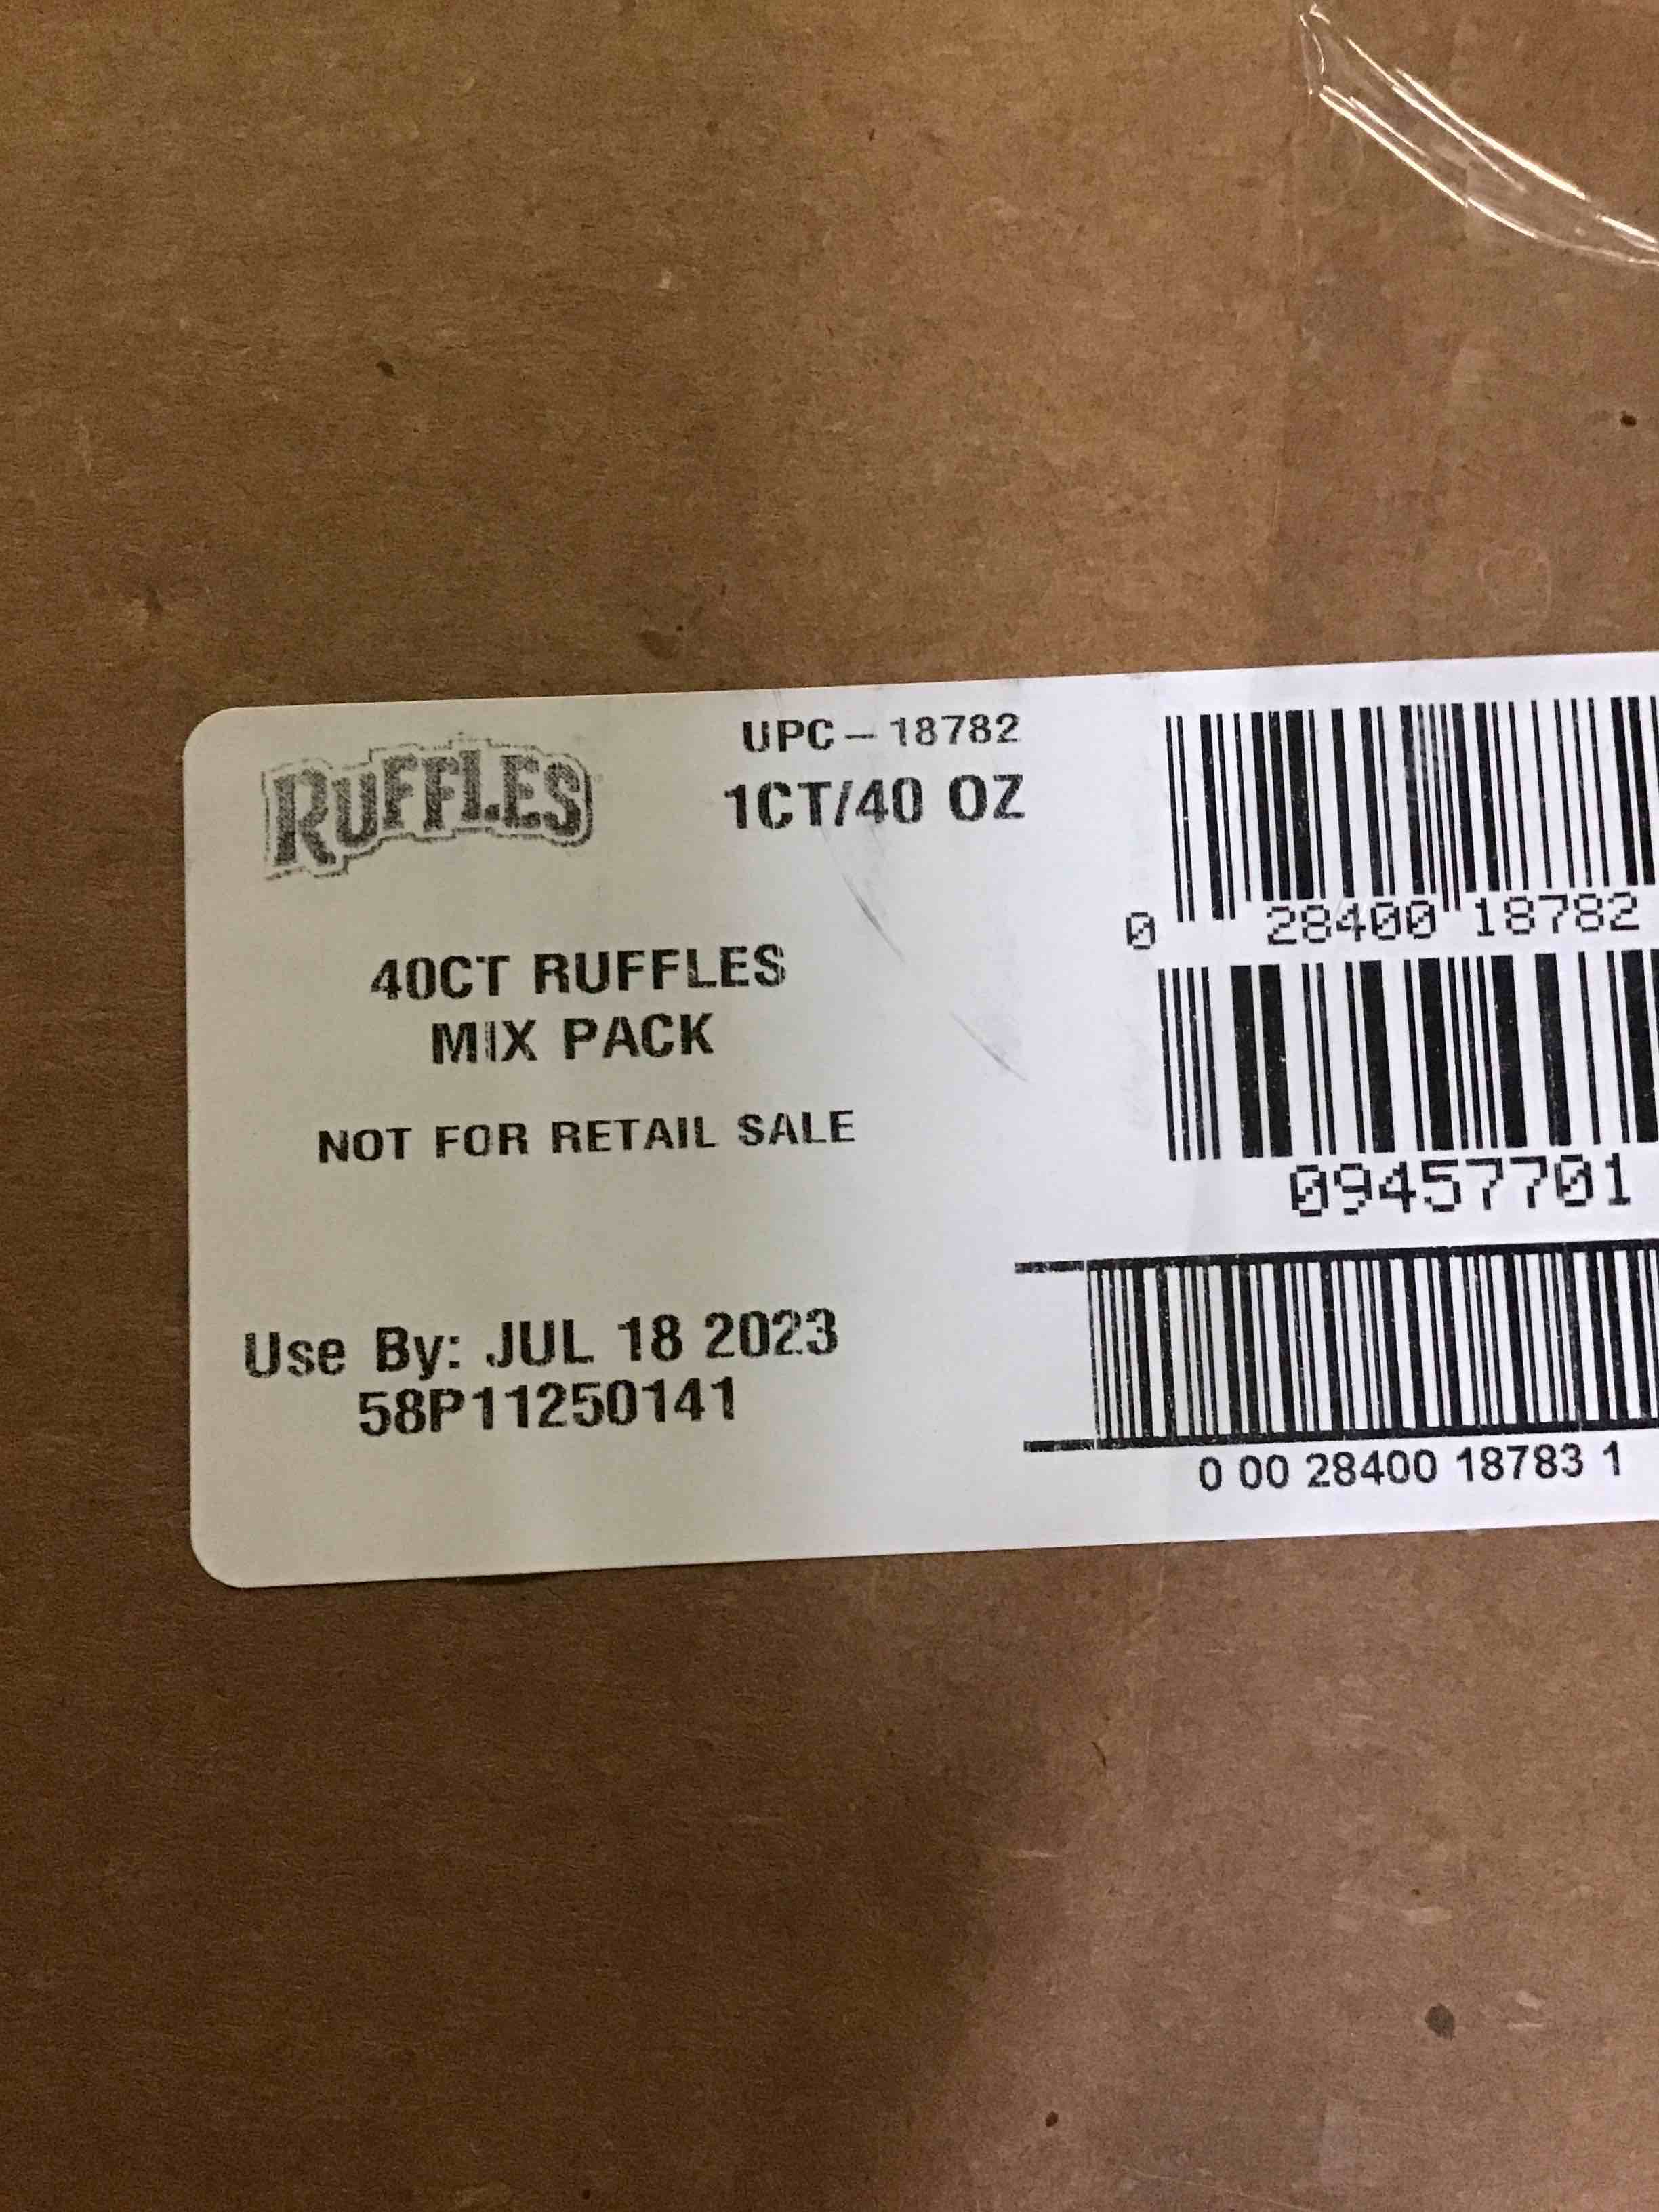 RUFFLES
UPC - 18782
1CT/40 OZ
40CT RUFFLES
MIX PACK
NOT FOR RETAIL SALE
Use By: JUL 18 2023
58P11250141
0 28400 18782
09457701
0 00 28400 18783 1